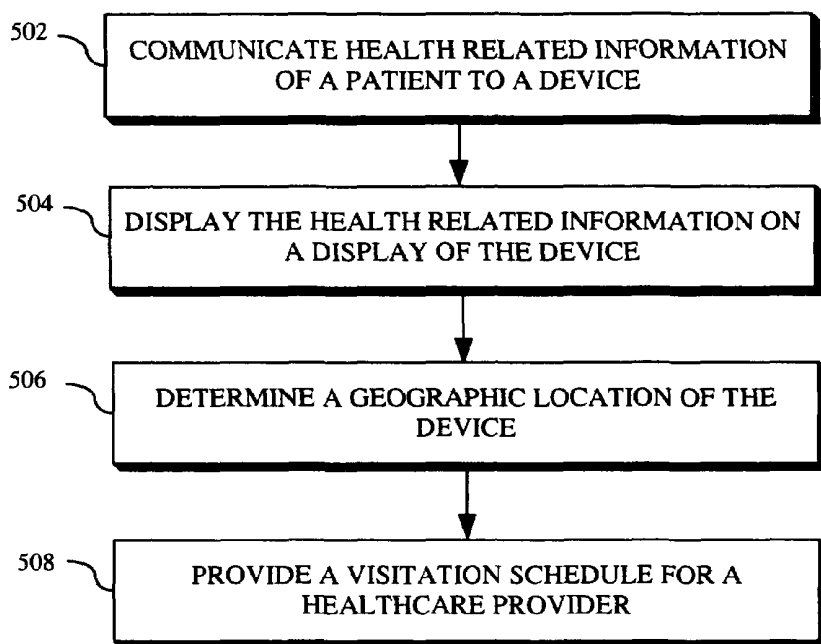 502
COMMUNICATE HEALTH RELATED INFORMATION
OF A PATIENT TO A DEVICE
504
DISPLAY THE HEALTH RELATED INFORMATION ON
A DISPLAY OF THE DEVICE
506
DETERMINE A GEOGRAPHIC LOCATION OF THE
DEVICE
508
PROVIDE A VISITATION SCHEDULE FOR A
HEALTHCARE PROVIDER